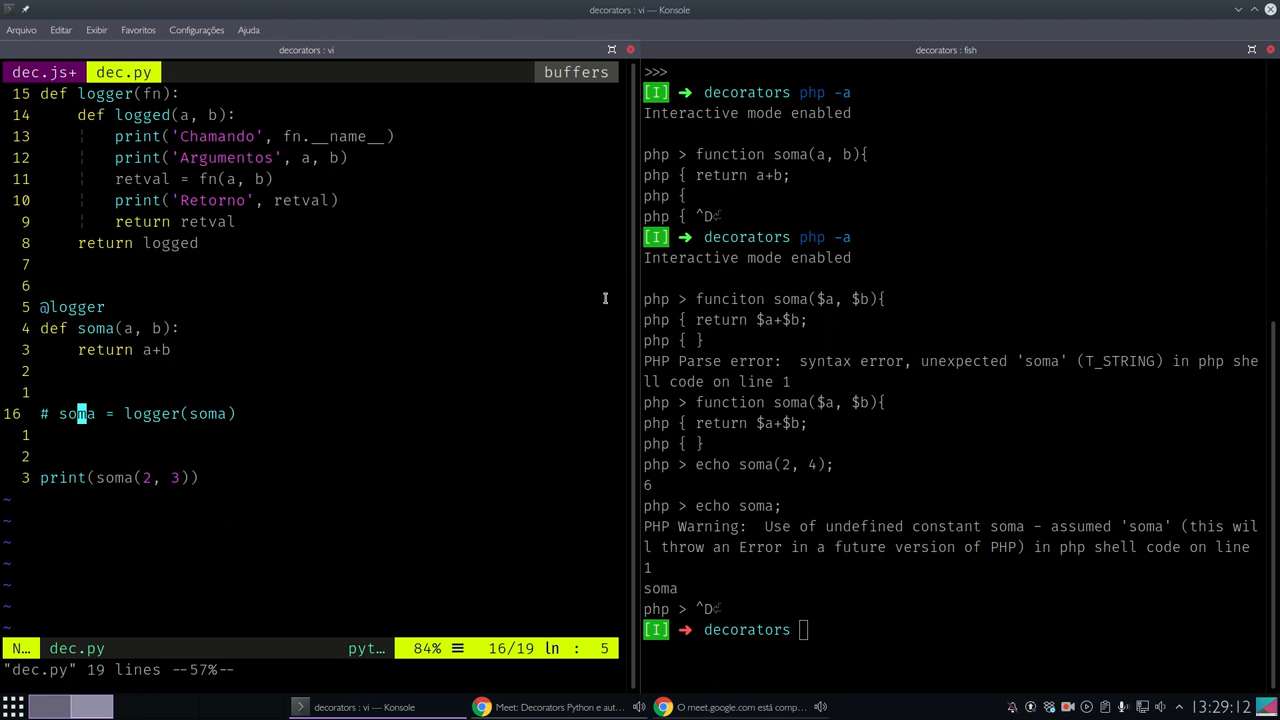 decorators : vi — Konsole
Arquivo Editar Exibir Favoritos Configurações Ajuda
decorators : vi
dec.js+ dec.py buffers
15 def logger(fn):
14 def logged(a, b):
13 print('Chamando', fn.__name__)
12 print('Argumentos', a, b)
11 retval = fn(a, b)
10 print('Retorno', retval)
9 return retval
8 return logged
7
6
5 @logger
4 def soma(a, b):
3 return a+b
2
1
16 # soma = logger(soma)
1
2
3 print(soma(2, 3))
~
~
~
~
~
~
~
N… dec.py pyt… 84% ☰ 16/19 ln : 5
"dec.py" 19 lines --57%--
decorators : fish
>>>
[I] ➜ decorators php -a
Interactive mode enabled
php > function soma(a, b){
php { return a+b;
php {
php { ^D⏎
[I] ➜ decorators php -a
Interactive mode enabled
php > funciton soma($a, $b){
php { return $a+$b;
php { }
PHP Parse error:  syntax error, unexpected 'soma' (T_STRING) in php she
ll code on line 1
php > function soma($a, $b){
php { return $a+$b;
php { }
php > echo soma(2, 4);
6
php > echo soma;
PHP Warning:  Use of undefined constant soma - assumed 'soma' (this wil
l throw an Error in a future version of PHP) in php shell code on line
1
soma
php > ^D⏎
[I] ➜ decorators
decorators : vi — Konsole
Meet: Decorators Python e aut…
O meet.google.com está comp…
13:29:12